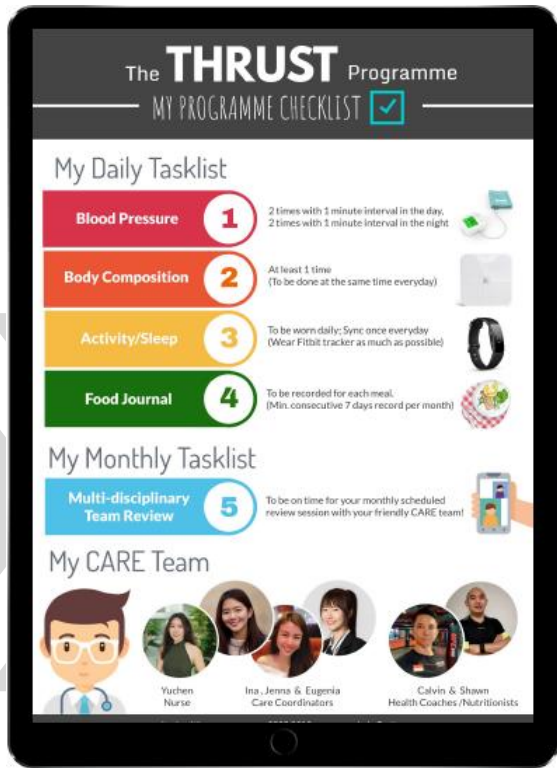 The THRUST Programme
MY PROGRAMME CHECKLIST
My Daily Tasklist
Blood Pressure
1
2 times with 1 minute interval in the day,
2 times with 1 minute interval in the night
Body Composition
2
At least 1 time
(To be done at the same time everyday)
Activity/Sleep
3
To be worn daily; Sync once everyday
(Wear Fitbit tracker as much as possible)
Food Journal
4
To be recorded for each meal.
(Min. consecutive 7 days record per month)
My Monthly Tasklist
Multi-disciplinary
Team Review
5
To be on time for your monthly scheduled
review session with your friendly CARE team!
My CARE Team
Yuchen
Nurse
Ina , Jenna & Eugenia
Care Coordinators
Calvin & Shawn
Health Coaches /Nutritionists